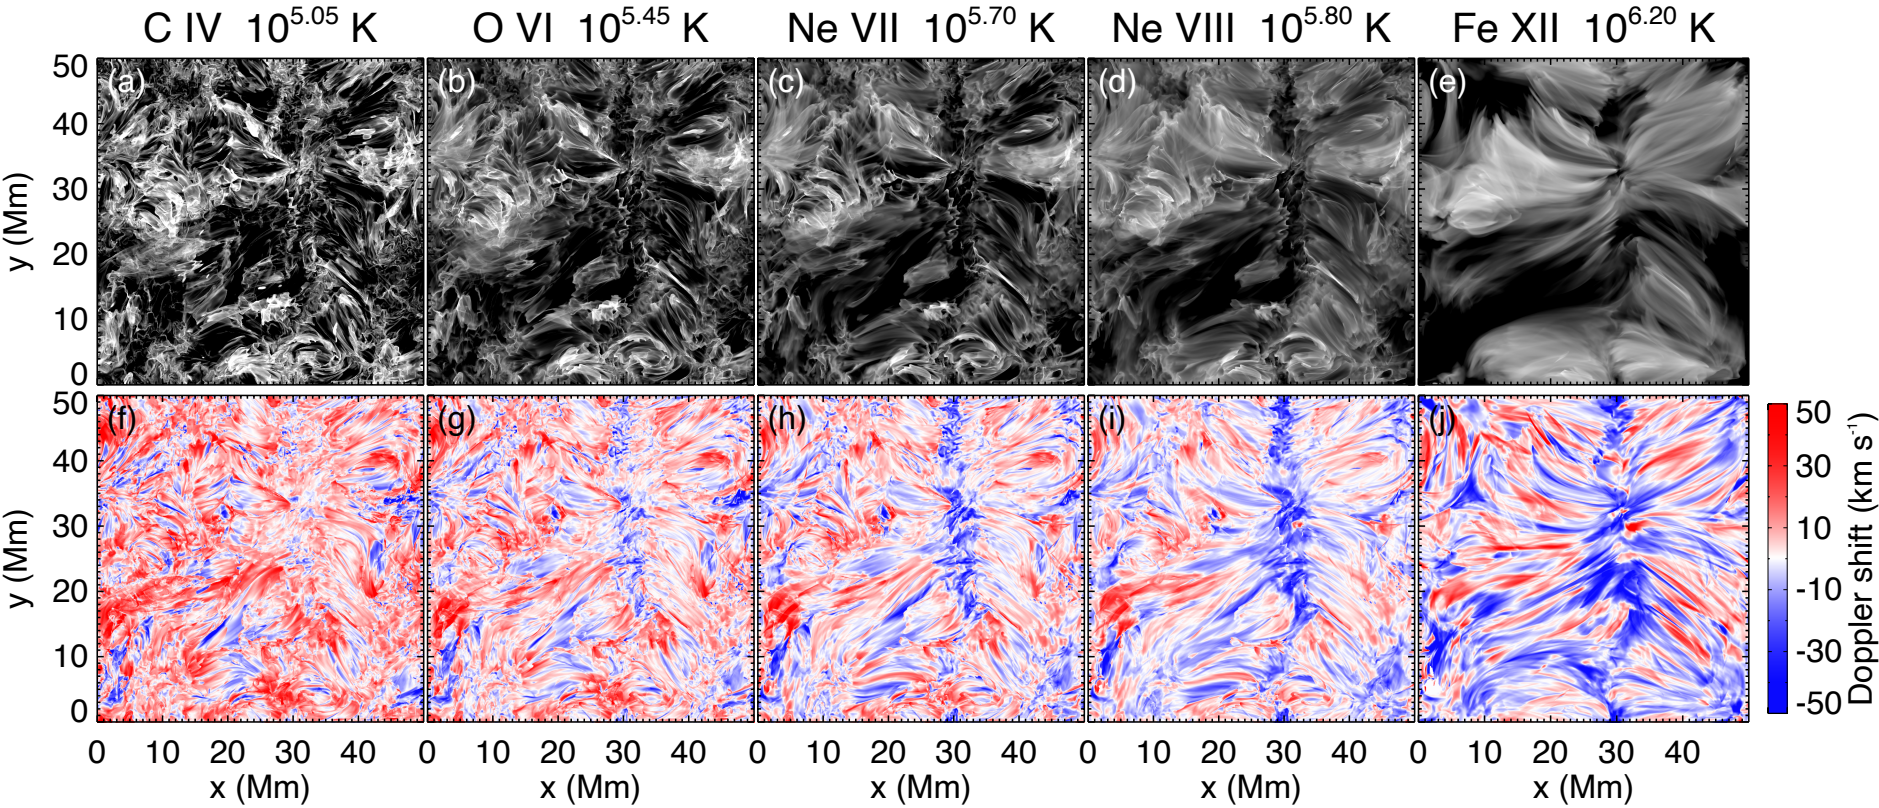 C IV 10^5.05 K
O VI 10^5.45 K
Ne VII 10^5.70 K
Ne VIII 10^5.80 K
Fe XII 10^6.20 K
(a)
(b)
(c)
(d)
(e)
50
40
30
20
10
0
y (Mm)
(f)
(g)
(h)
(i)
(j)
50
40
30
20
10
0
y (Mm)
0 10 20 30 40
0 10 20 30 40
0 10 20 30 40
0 10 20 30 40
0 10 20 30 40
x (Mm)
x (Mm)
x (Mm)
x (Mm)
x (Mm)
50
30
10
-10
-30
-50
Doppler shift (km s^-1)